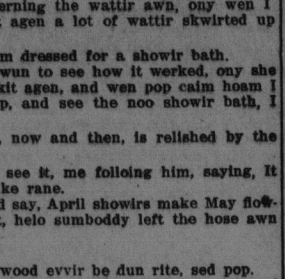 erning the wattir awn, ony wen I
agen a lot of wattir skwirted up
m dressed for a showir bath.
wun to see how it werked, ony she
kit agen, and wen pop caim hoam I
p, and see the noo showir bath, I
, now and then, is relished by the
see it, me folloing him, saying, It
ke rane.
d say, April showirs make May flow-
, helo sumboddy left the hose awn
wood evvir be dun rite, sed pop.